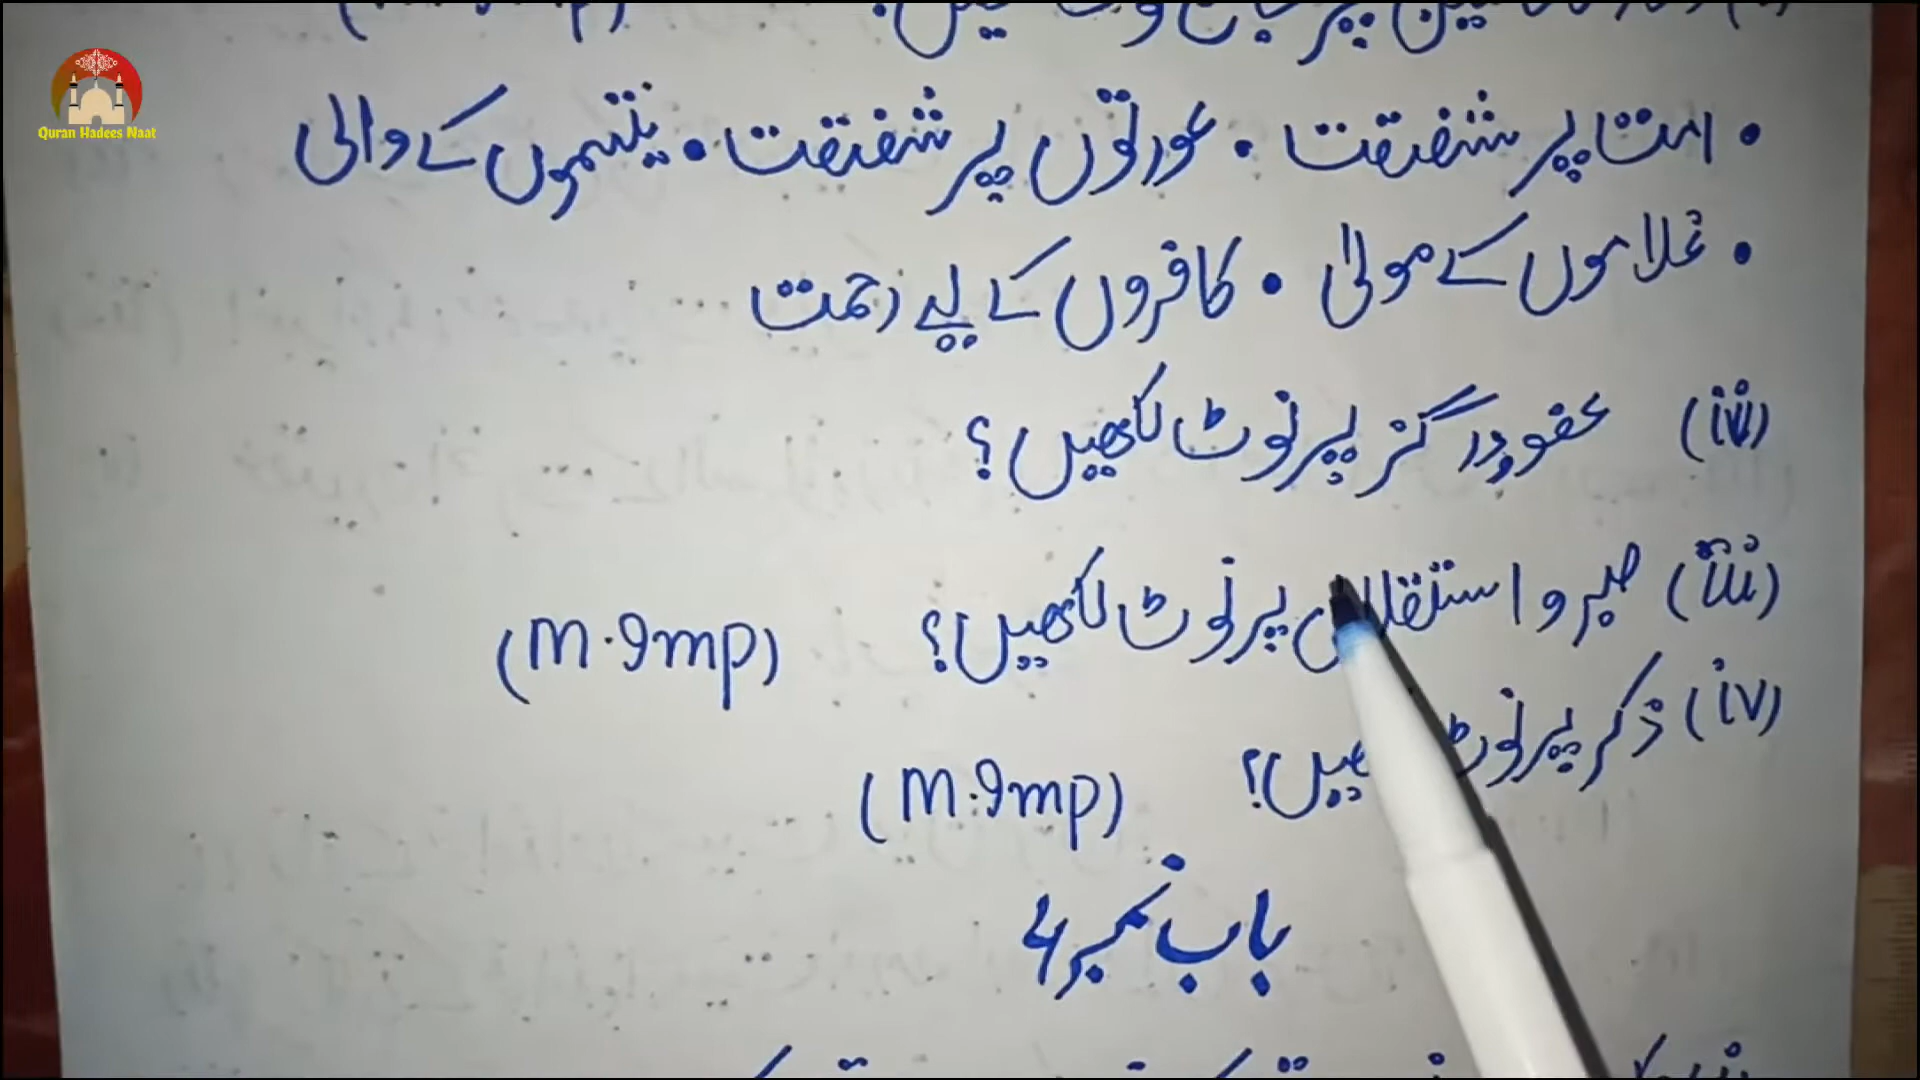 Quran Hadees Naat
• امت پر شفقت • عورتوں پر شفقت • یتیموں کے والی
• غلاموں کے مولیٰ • کافروں کے لیے رحمت
(ii) عفوودرگزر پر نوٹ لکھیں؟
(iii) صبر و استقلال پر نوٹ لکھیں؟ (M.Imp)
(iv) ذکر پر نوٹ لکھیں؟ (M.Imp)
باب نمبر 4